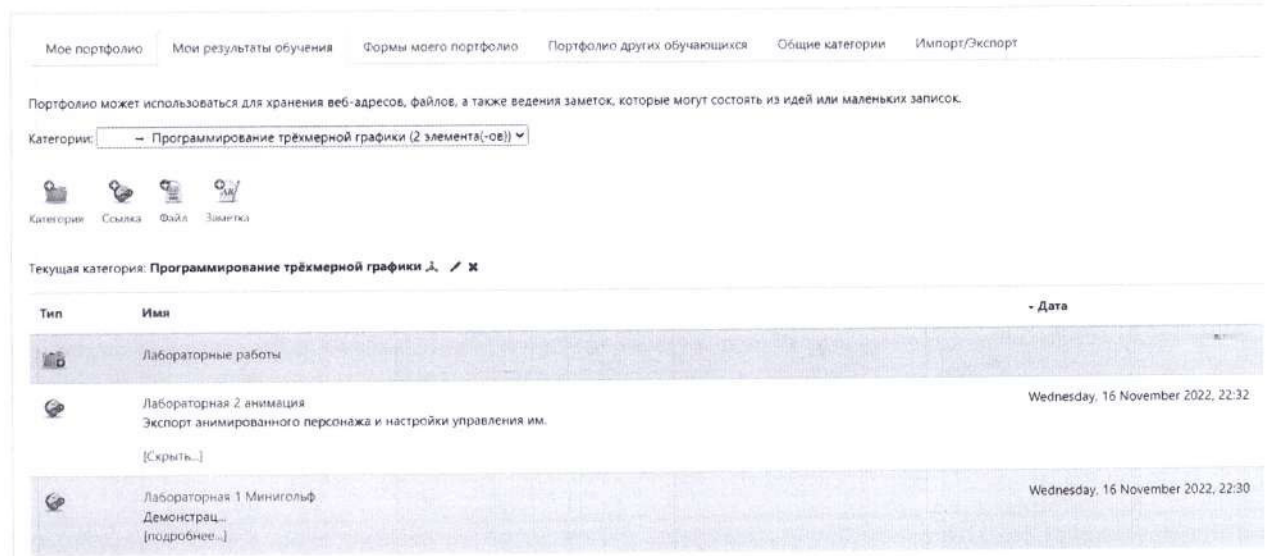 Мое портфолио Мои результаты обучения Формы моего портфолио Портфолио других обучающихся Общие категории Импорт/Экспорт
Портфолио может использоваться для хранения веб-адресов, файлов, а также ведения заметок, которые могут состоять из идей или маленьких записок.
Категории: — Программирование трёхмерной графики (2 элемента(-ов))
Категория Ссылка Файл Заметка
Текущая категория: Программирование трёхмерной графики
Тип Имя - Дата
Лабораторные работы
Лабораторная 2 анимация Wednesday, 16 November 2022, 22:32
Экспорт анимированного персонажа и настройки управления им.
[Скрыть...]
Лабораторная 1 Минигольф Wednesday, 16 November 2022, 22:30
Демонстрац...
[подробнее...]